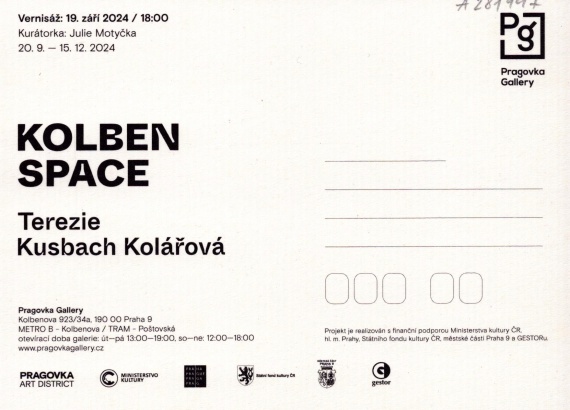 A281947
Vernisáž: 19. září 2024 / 18:00
Kurátorka: Julie Motyčka
20. 9. — 15. 12. 2024
Pg
Pragovka
Gallery
KOLBEN
SPACE
Terezie
Kusbach Kolářová
Pragovka Gallery
Kolbenova 923/34a, 190 00 Praha 9
METRO B - Kolbenova / TRAM - Poštovská
otevírací doba galerie: út—pá 13:00—19:00, so—ne: 12:00—18:00
www.pragovkagallery.cz
Projekt je realizován s finanční podporou Ministerstva kultury ČR,
hl. m. Prahy, Státního fondu kultury ČR, městské části Praha 9 a GESTORu.
PRAGOVKA
ART DISTRICT
MINISTERSTVO
KULTURY
Státní fond kultury ČR
gestor